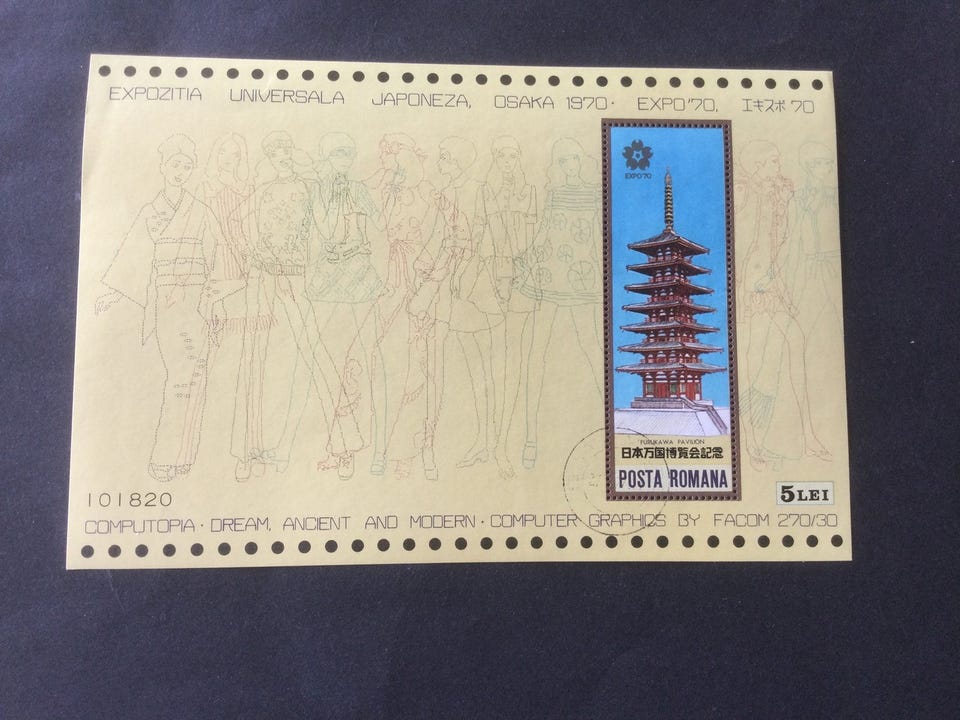 EXPOZITIA UNIVERSALA JAPONEZA, OSAKA 1970· EXPO'70, エキスポ'70
EXPO'70
FURUKAWA PAVILION
日本万国博覧会記念
POSTA ROMANA
101820
5 LEI
COMPUTOPIA · DREAM, ANCIENT AND MODERN · COMPUTER GRAPHICS BY FACOM 270/30